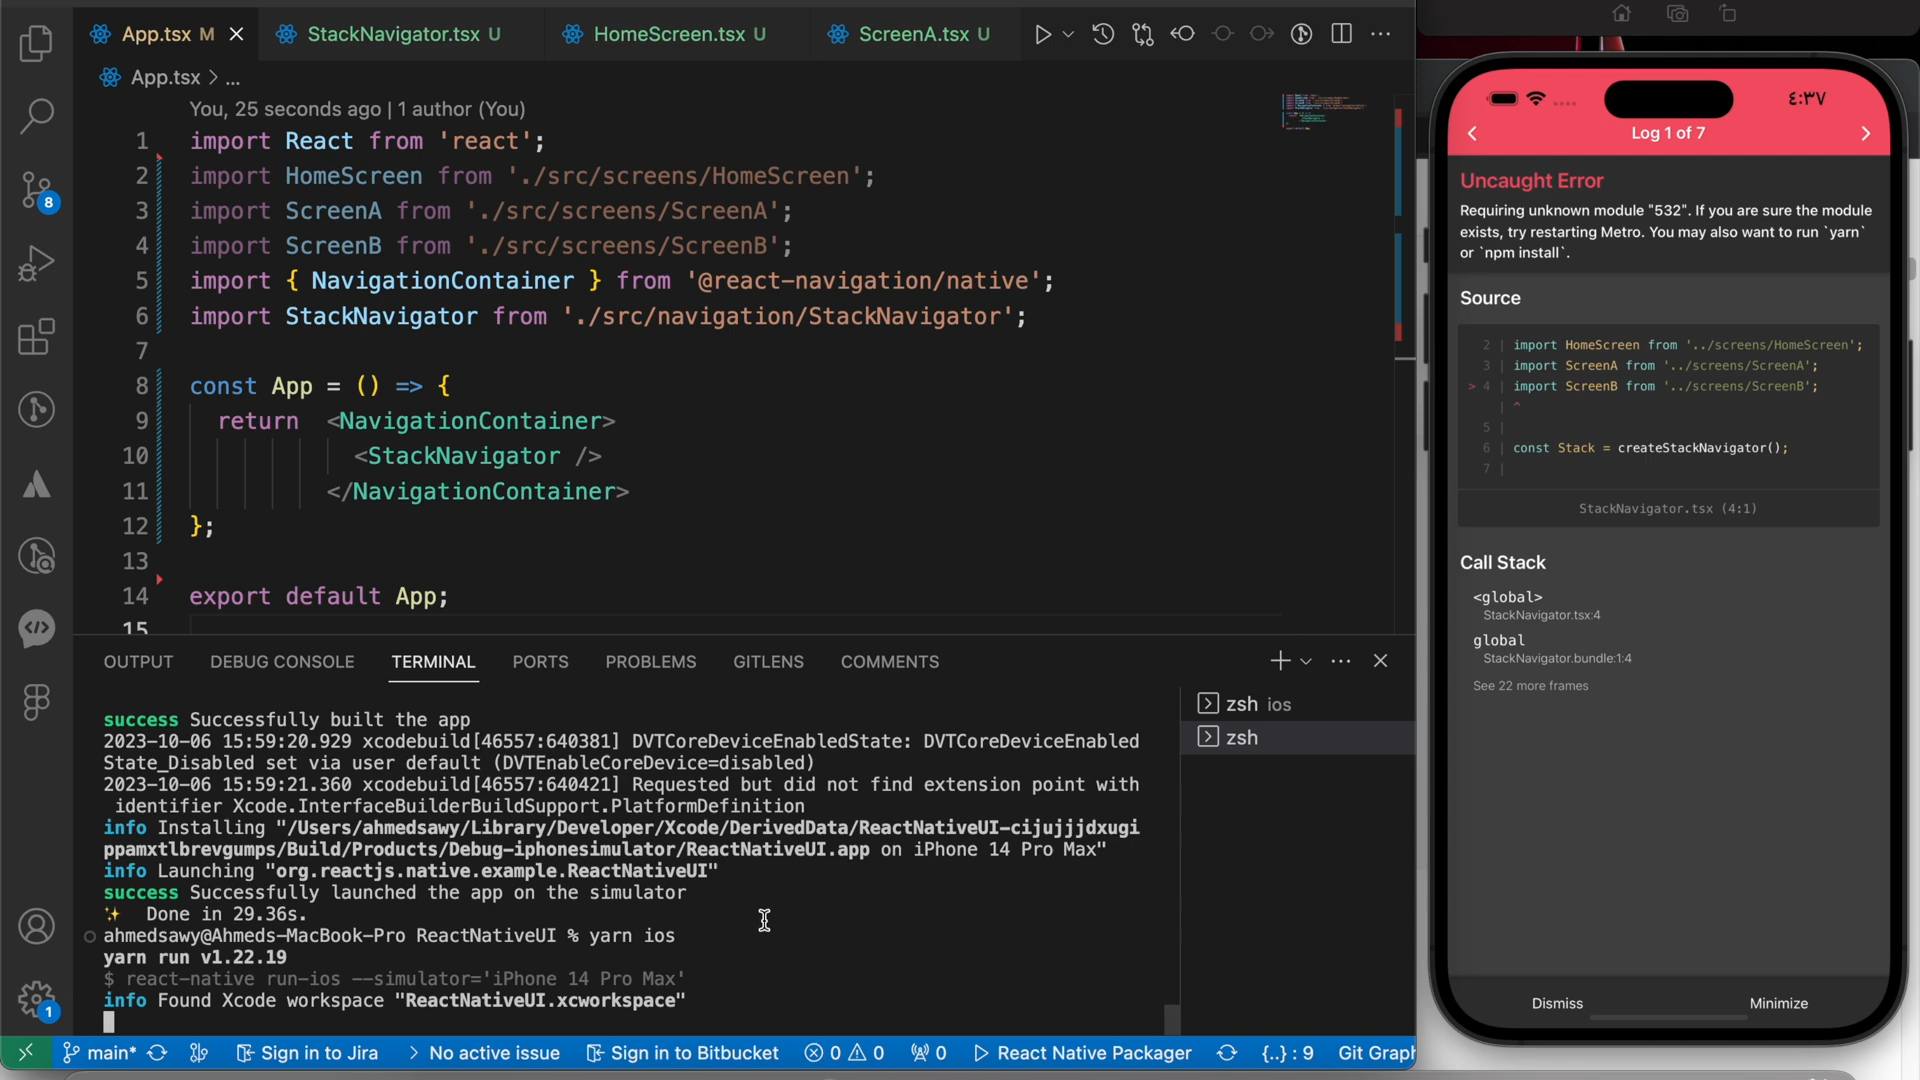 App.tsx M
StackNavigator.tsx U
HomeScreen.tsx U
ScreenA.tsx U
App.tsx > ...
You, 25 seconds ago | 1 author (You)
1 import React from 'react';
2 import HomeScreen from './src/screens/HomeScreen';
3 import ScreenA from './src/screens/ScreenA';
4 import ScreenB from './src/screens/ScreenB';
5 import { NavigationContainer } from '@react-navigation/native';
6 import StackNavigator from './src/navigation/StackNavigator';
7
8 const App = () => {
9 return <NavigationContainer>
10 <StackNavigator />
11 </NavigationContainer>
12 };
13
14 export default App;
15
8
1
OUTPUT DEBUG CONSOLE TERMINAL PORTS PROBLEMS GITLENS COMMENTS
success Successfully built the app
2023-10-06 15:59:20.929 xcodebuild[46557:640381] DVTCoreDeviceEnabledState: DVTCoreDeviceEnabled
State_Disabled set via user default (DVTEnableCoreDevice=disabled)
2023-10-06 15:59:21.360 xcodebuild[46557:640421] Requested but did not find extension point with
identifier Xcode.InterfaceBuilderBuildSupport.PlatformDefinition
info Installing "/Users/ahmedsawy/Library/Developer/Xcode/DerivedData/ReactNativeUI-cijujjjdxugi
ppamxtlbrevgumps/Build/Products/Debug-iphonesimulator/ReactNativeUI.app on iPhone 14 Pro Max"
info Launching "org.reactjs.native.example.ReactNativeUI"
success Successfully launched the app on the simulator
✨ Done in 29.36s.
ahmedsawy@Ahmeds-MacBook-Pro ReactNativeUI % yarn ios
yarn run v1.22.19
$ react-native run-ios --simulator='iPhone 14 Pro Max'
info Found Xcode workspace "ReactNativeUI.xcworkspace"
zsh ios
zsh
main* Sign in to Jira > No active issue Sign in to Bitbucket 0 0 0 React Native Packager {..} : 9 Git Graph
٤:٣٧
Log 1 of 7
Uncaught Error
Requiring unknown module "532". If you are sure the module
exists, try restarting Metro. You may also want to run `yarn`
or `npm install`.
Source
2 | import HomeScreen from '../screens/HomeScreen';
3 | import ScreenA from '../screens/ScreenA';
> 4 | import ScreenB from '../screens/ScreenB';
| ^
5 |
6 | const Stack = createStackNavigator();
7 |
StackNavigator.tsx (4:1)
Call Stack
<global>
StackNavigator.tsx:4
global
StackNavigator.bundle:1:4
See 22 more frames
Dismiss Minimize